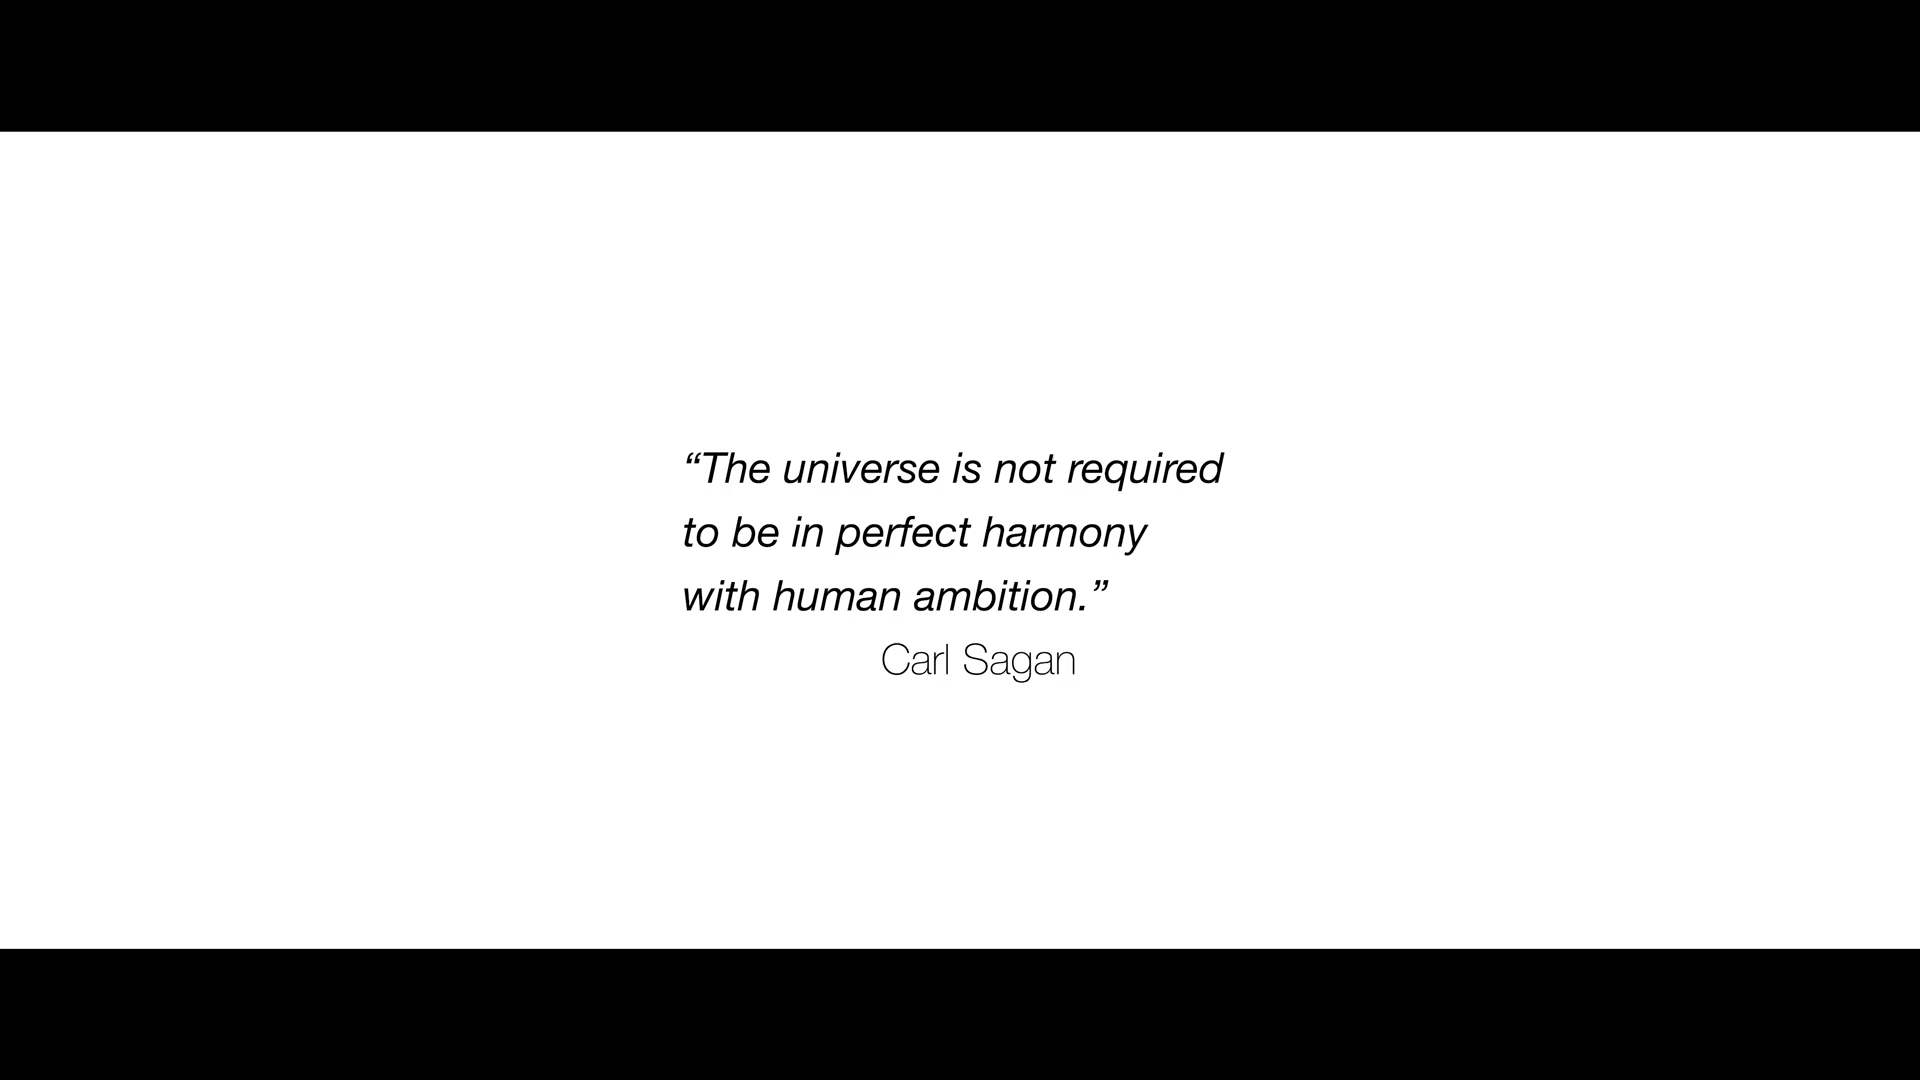 “The universe is not required
to be in perfect harmony
with human ambition.”
Carl Sagan